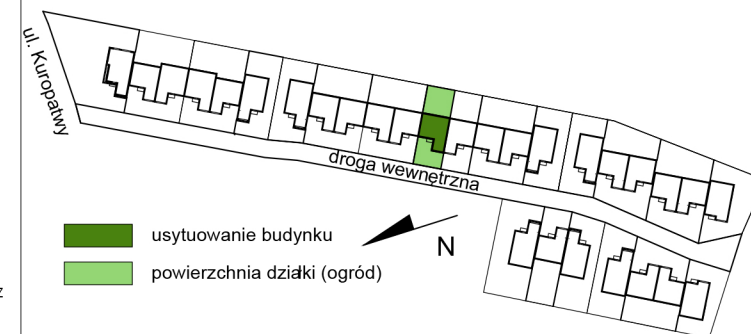 ul. Kuropatwy
droga wewnętrzna
usytuowanie budynku
N
powierzchnia działki (ogród)
z